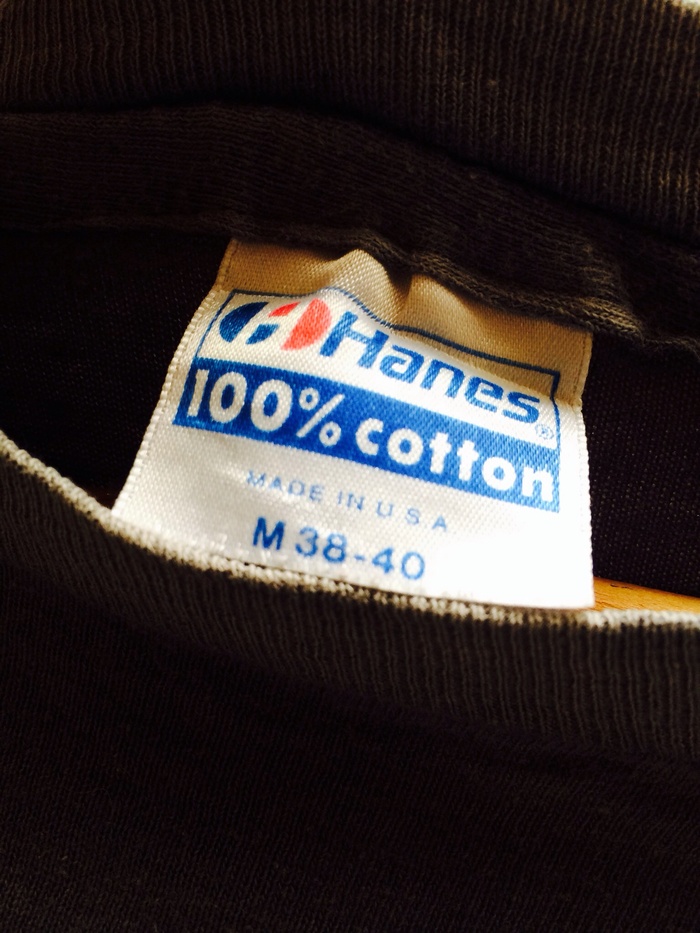 Hanes®
100% cotton
MADE IN U S A
M 38-40